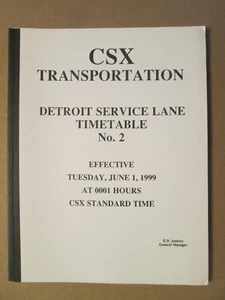 CSX
TRANSPORTATION
DETROIT SERVICE LANE
TIMETABLE
No. 2
EFFECTIVE
TUESDAY, JUNE 1, 1999
AT 0001 HOURS
CSX STANDARD TIME
E.D. Jenkins
General Manager